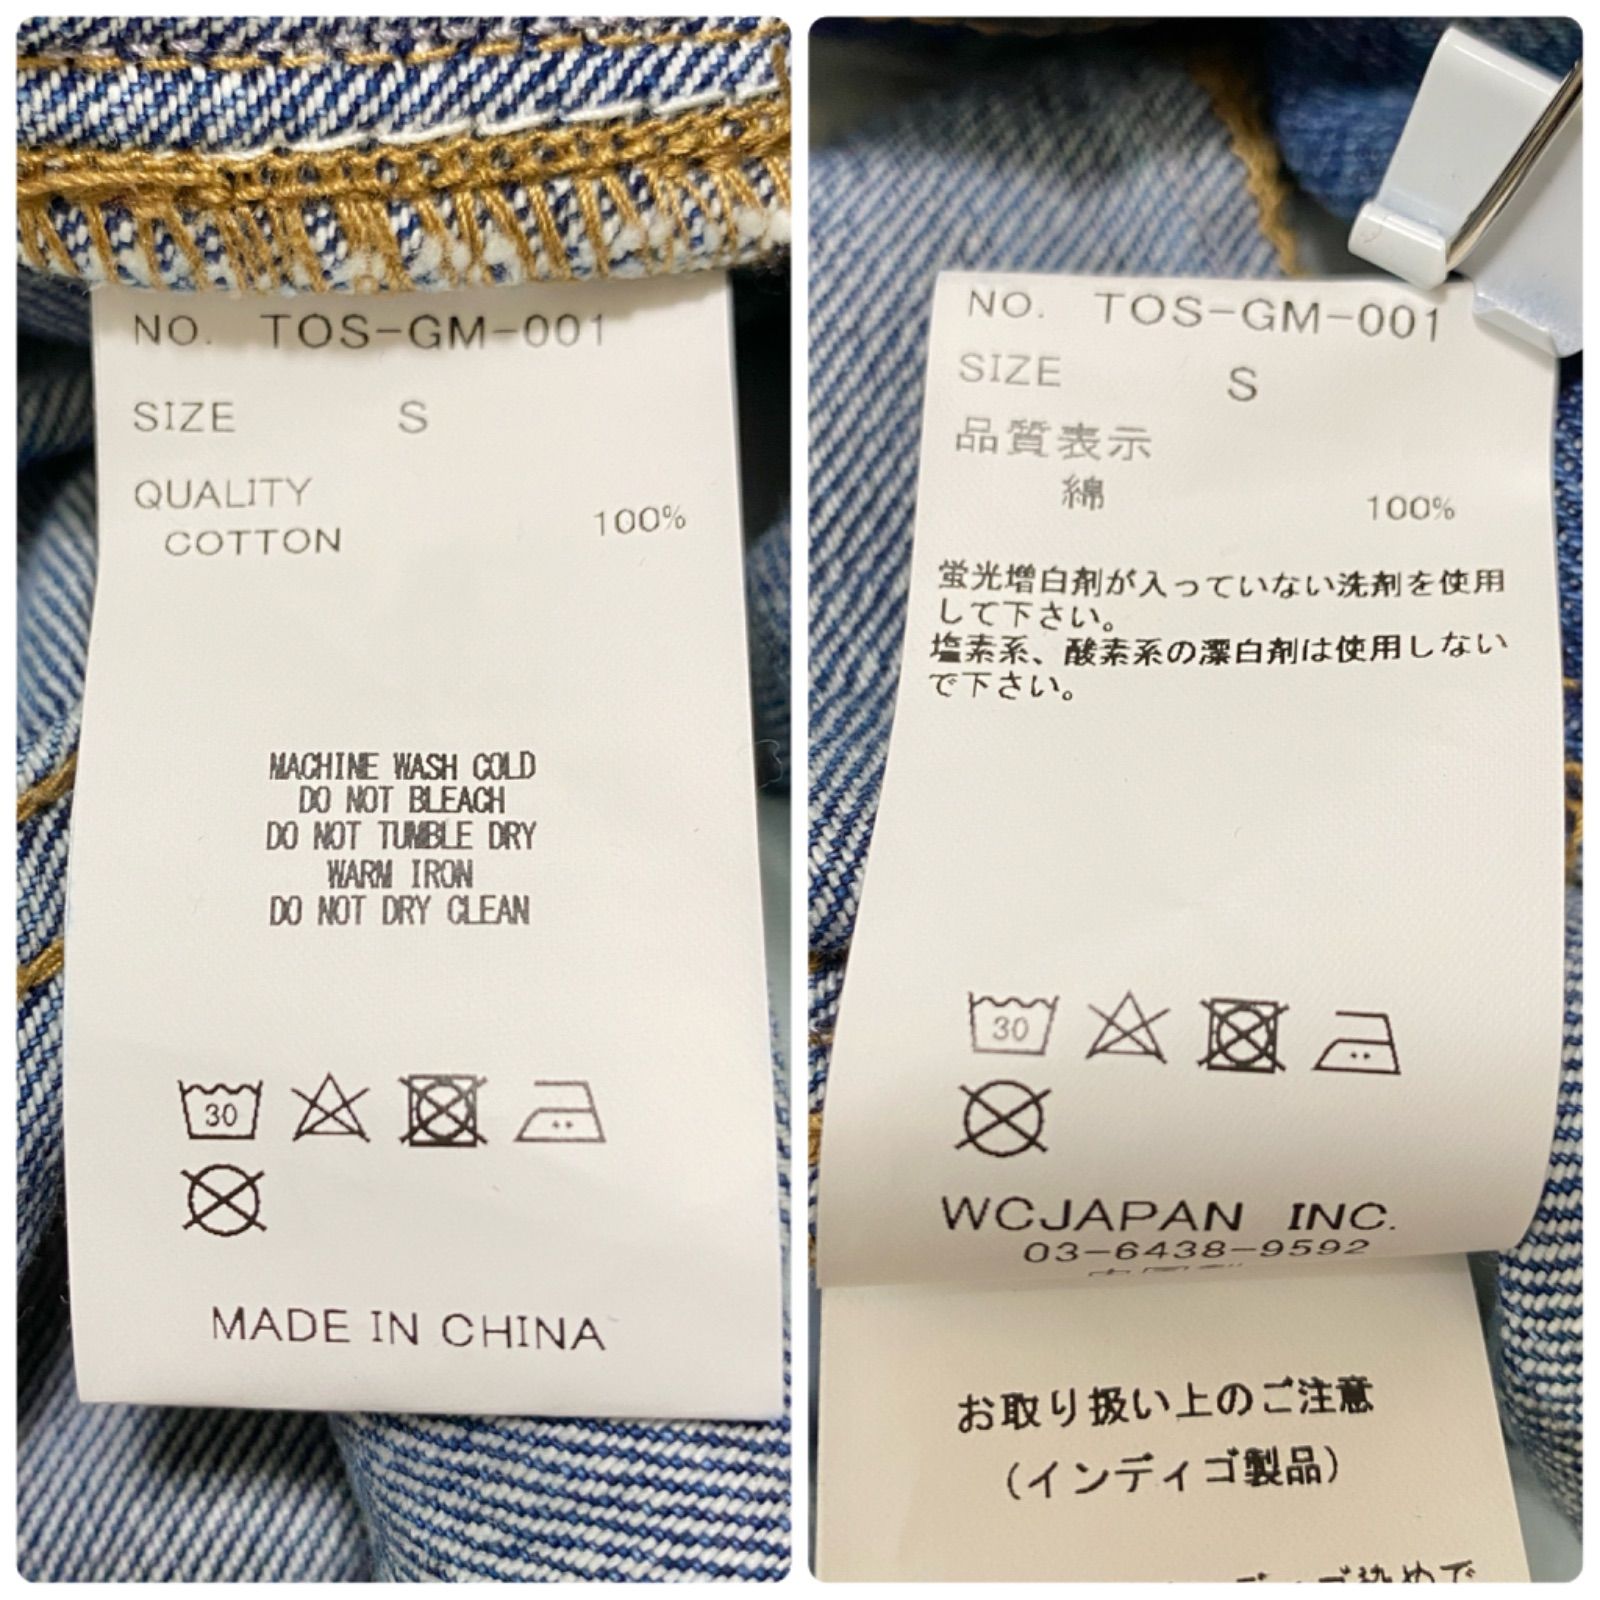 NO. TOS-GM-001
SIZE S
QUALITY
COTTON 100%
MACHINE WASH COLD
DO NOT BLEACH
DO NOT TUMBLE DRY
WARM IRON
DO NOT DRY CLEAN
30
MADE IN CHINA
NO. TOS-GM-001
SIZE S
品質表示
綿 100%
蛍光増白剤が入っていない洗剤を使用
して下さい。
塩素系、酸素系の漂白剤は使用しない
で下さい。
30
WCJAPAN INC.
03-6438-9592
お取り扱い上のご注意
(インディゴ製品)